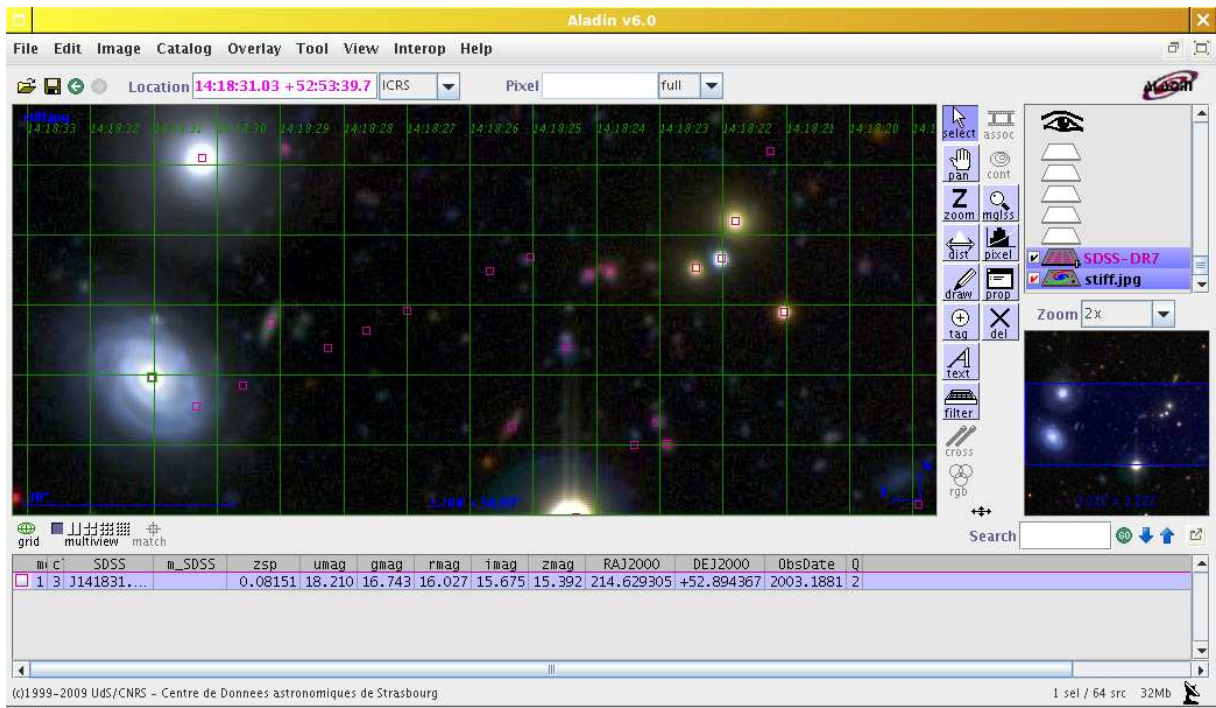 Aladin v6.0
File Edit Image Catalog Overlay Tool View Interop Help
Location 14:18:31.03 +52:53:39.7 ICRS Pixel full
stiff.jpg
14:18:33 14:18:32 14:18:31 14:18:30 14:18:29 14:18:28 14:18:27 14:18:26 14:18:25 14:18:24 14:18:23 14:18:22 14:18:21 14:18:20 14:1
select assoc
pan cont
zoom mglss
dist pixel
draw prop
tag del
text
filter
cross
rgb
SDSS-DR7
stiff.jpg
Zoom 2x
N
E
grid multiview match
Search GO
SDSS m_SDSS zsp umag gmag rmag imag zmag RAJ2000 DEJ2000 ObsDate Q
1 3 J141831.... 0.08151 18.210 16.743 16.027 15.675 15.392 214.629305 +52.894367 2003.1881 2
(c)1999-2009 UdS/CNRS - Centre de Donnees astronomiques de Strasbourg
1 sel / 64 src 32Mb